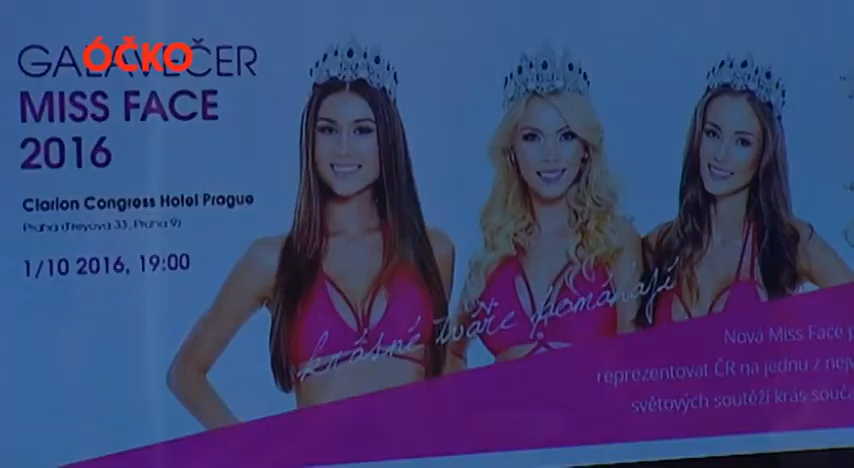 ÓČKO
GALAVEČER
MISS FACE
2016
Clarion Congress Hotel Prague
Praha (Freyova 33, Praha 9)
1/10 2016, 19:00
krásné tváře pomáhají
Nová Miss Face
reprezentovat ČR na jednu z
světových soutěží krás